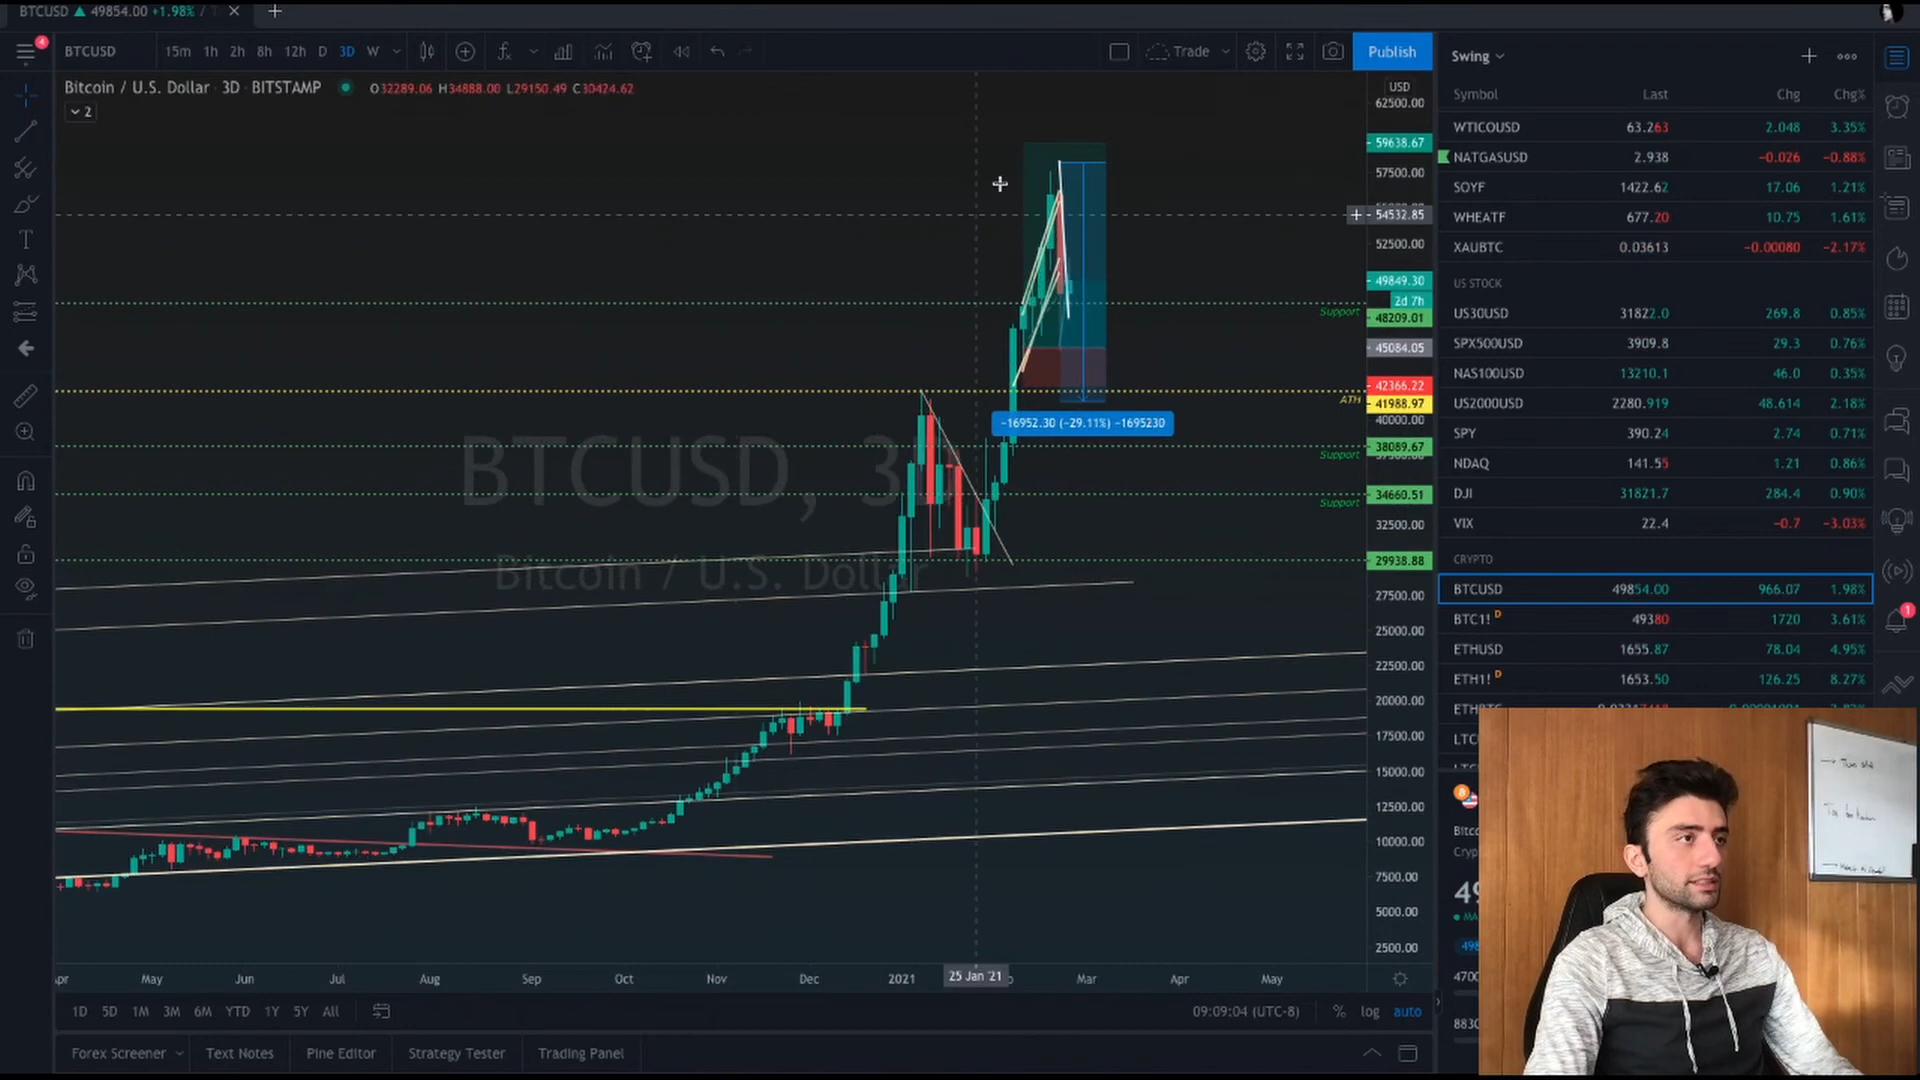 BTCUSD ▲ 49854.00 +1.98% /
BTCUSD 15m 1h 2h 8h 12h D 3D W Trade Publish
4
Bitcoin / U.S. Dollar · 3D · BITSTAMP O32289.06 H34888.00 L29150.49 C30424.62
2
BTCUSD, 3D
Bitcoin / U.S. Dollar
USD
62500.00
59638.67
57500.00
54532.85
52500.00
49849.30
2d 7h
Support
48209.01
45084.05
42366.22
ATH
41988.97
40000.00
-16952.30 (-29.11%) -1695230
38089.67
Support
34660.51
Support
32500.00
29938.88
27500.00
25000.00
22500.00
20000.00
17500.00
15000.00
12500.00
10000.00
7500.00
5000.00
2500.00
May Jun Jul Aug Sep Oct Nov Dec 2021 25 Jan '21 Mar Apr May
1D 5D 1M 3M 6M YTD 1Y 5Y All 09:09:04 (UTC-8) % log auto
Forex Screener Text Notes Pine Editor Strategy Tester Trading Panel
Swing
Symbol Last Chg Chg%
WTICOUSD 63.263 2.048 3.35%
NATGASUSD 2.938 -0.026 -0.88%
SOYF 1422.62 17.06 1.21%
WHEATF 677.20 10.75 1.61%
XAUBTC 0.03613 -0.00080 -2.17%
US STOCK
US30USD 31822.0 269.8 0.85%
SPX500USD 3909.8 29.3 0.76%
NAS100USD 13210.1 46.0 0.35%
US2000USD 2280.919 48.614 2.18%
SPY 390.24 2.74 0.71%
NDAQ 141.55 1.21 0.86%
DJI 31821.7 284.4 0.90%
VIX 22.4 -0.7 -3.03%
CRYPTO
BTCUSD 49854.00 966.07 1.98%
BTC1! D 49380 1720 3.61%
ETHUSD 1655.87 78.04 4.95%
ETH1! D 1653.50 126.25 8.27%
1